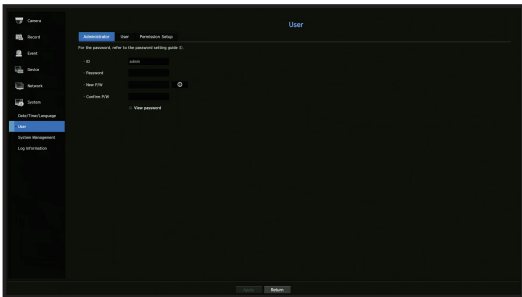 User
Camera
Record
Event
Device
Network
System
Date/Time/Language
User
System Management
Log Information
Administrator User Permission Setup
For the password, refer to the password setting guide
- ID admin
- Password
- New P/W
- Confirm P/W
View password
Apply Return